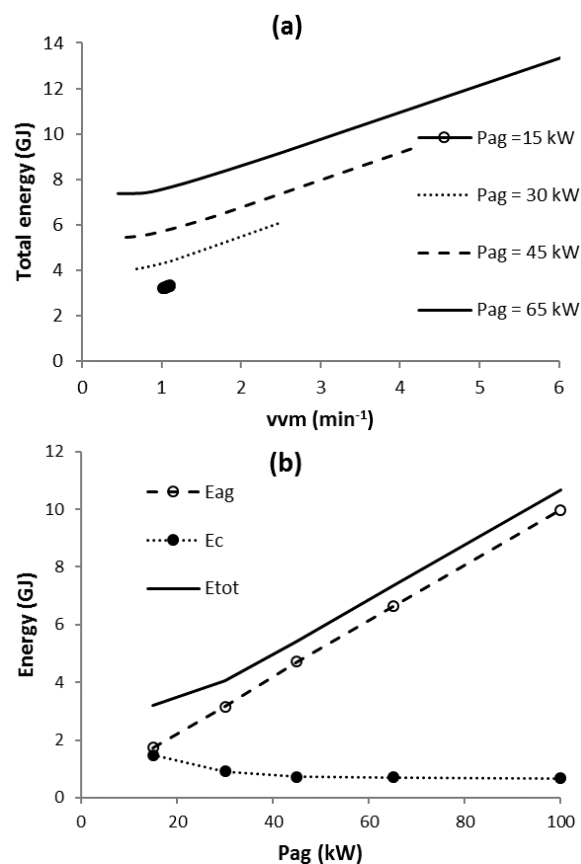 (a)
14
12
10
8
6
4
2
0
Total energy (GJ)
0 1 2 3 4 5 6
vvm (min⁻¹)
Pag =15 kW
Pag = 30 kW
Pag = 45 kW
Pag = 65 kW
(b)
12
10
8
6
4
2
0
Energy (GJ)
Eag
Ec
Etot
0 20 40 60 80 100
Pag (kW)